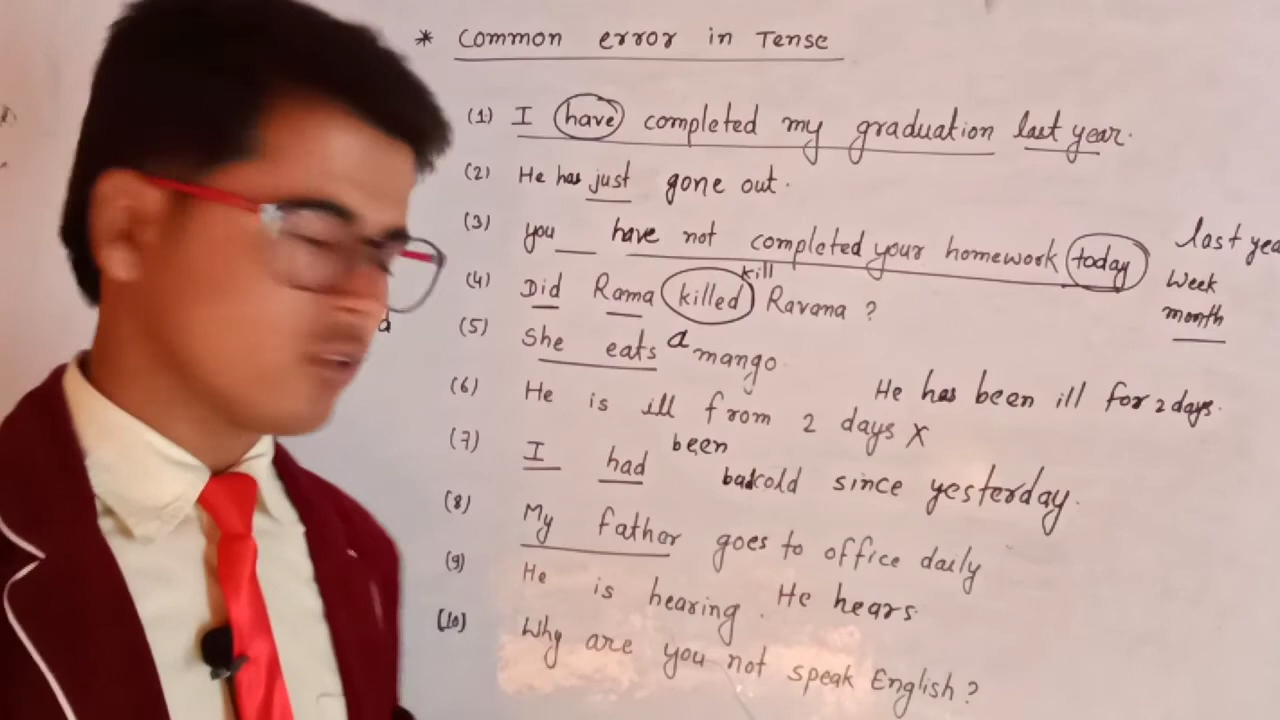 * Common error in Tense
(1) I have completed my graduation last year.
(2) He has just gone out.
(3) you have not completed your homework today
last yea
Week
month
(4) Did Rama killed Ravana ?
kill
(5) She eats a mango.
(6) He is ill from 2 days X
He has been ill for 2 days.
(7) I had been cold since yesterday.
(8) My Father goes to office daily
(9) He is hearing. He hears
(10) Why are you not speak English ?
a